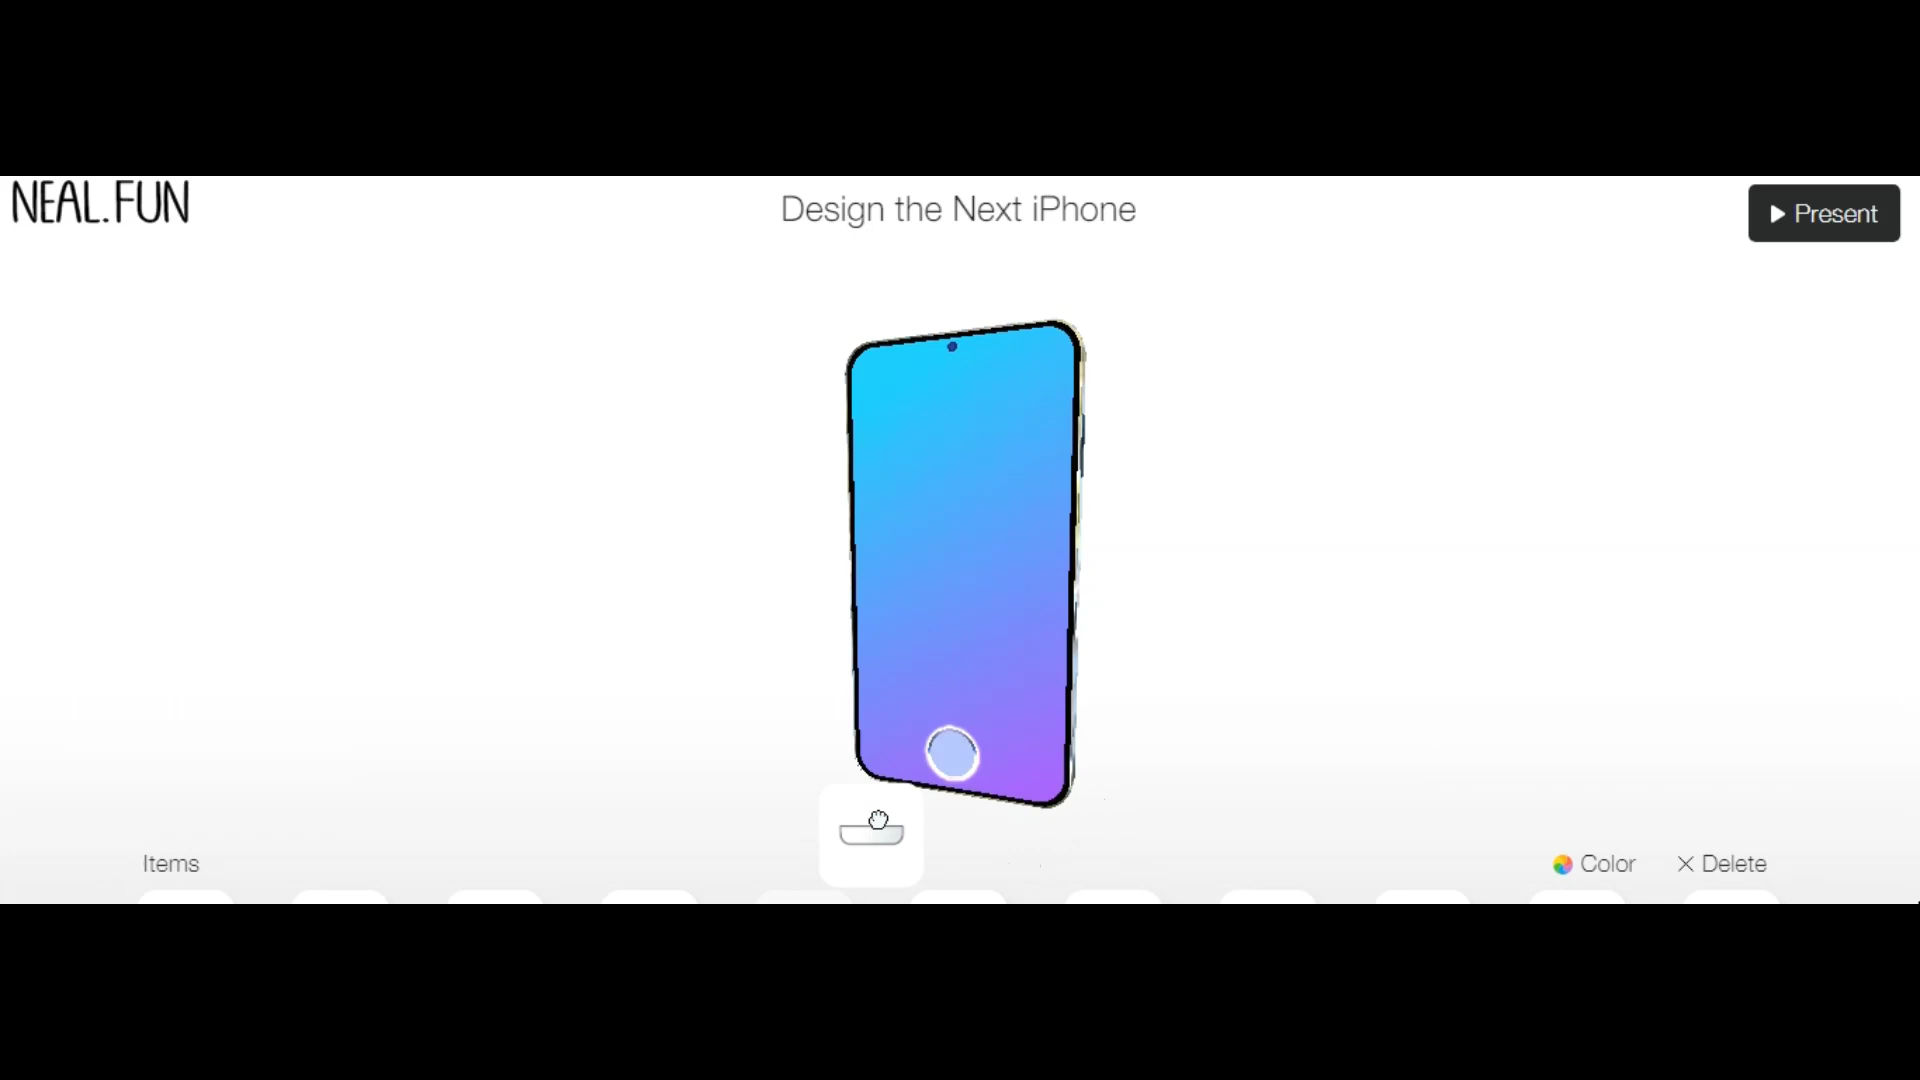 NEAL.FUN
Design the Next iPhone
Present
Items
Color
Delete